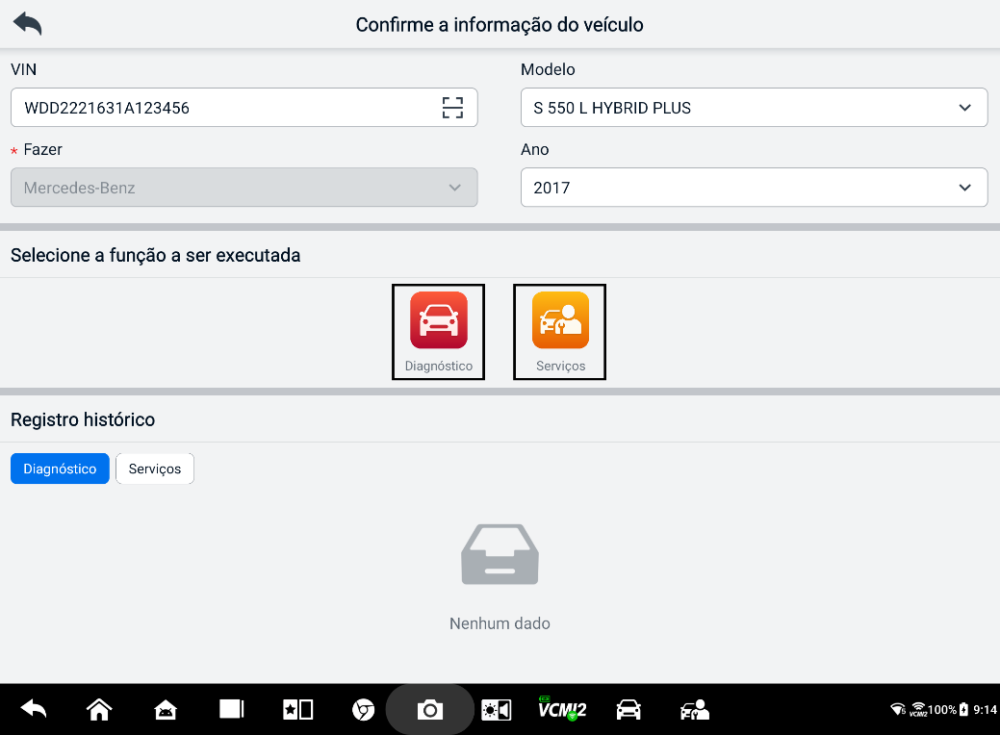 Confirme a informação do veículo
VIN
Modelo
WDD2221631A123456
S 550 L HYBRID PLUS
* Fazer
Ano
Mercedes-Benz
2017
Selecione a função a ser executada
Diagnóstico
Serviços
Registro histórico
Diagnóstico
Serviços
Nenhum dado
VCMI2
VCMI2
100%
9:14